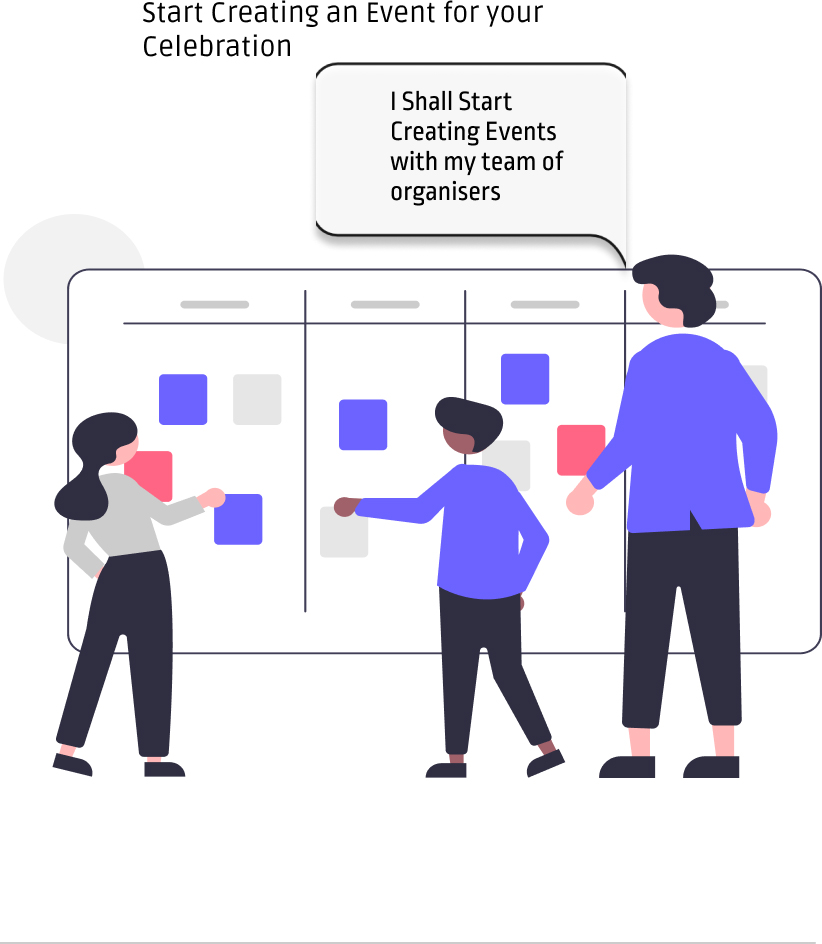 Start Creating an Event for your
Celebration
I Shall Start
Creating Events
with my team of
organisers